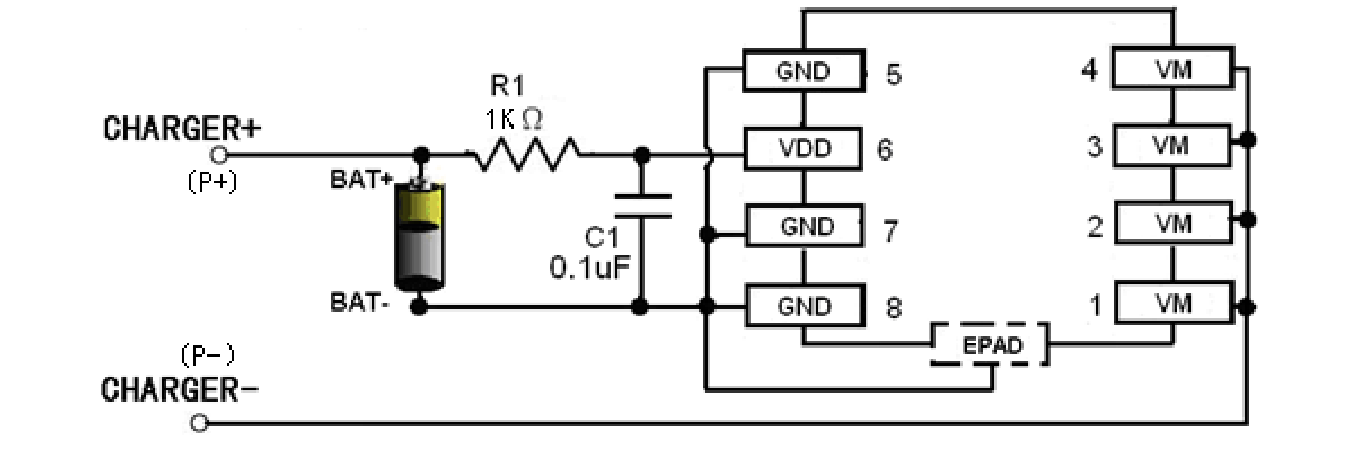 CHARGER+
(P+)
BAT+
BAT-
R1
1K Ω
C1
0.1uF
GND 5
VDD 6
GND 7
GND 8
4 VM
3 VM
2 VM
1 VM
EPAD
(P-)
CHARGER-